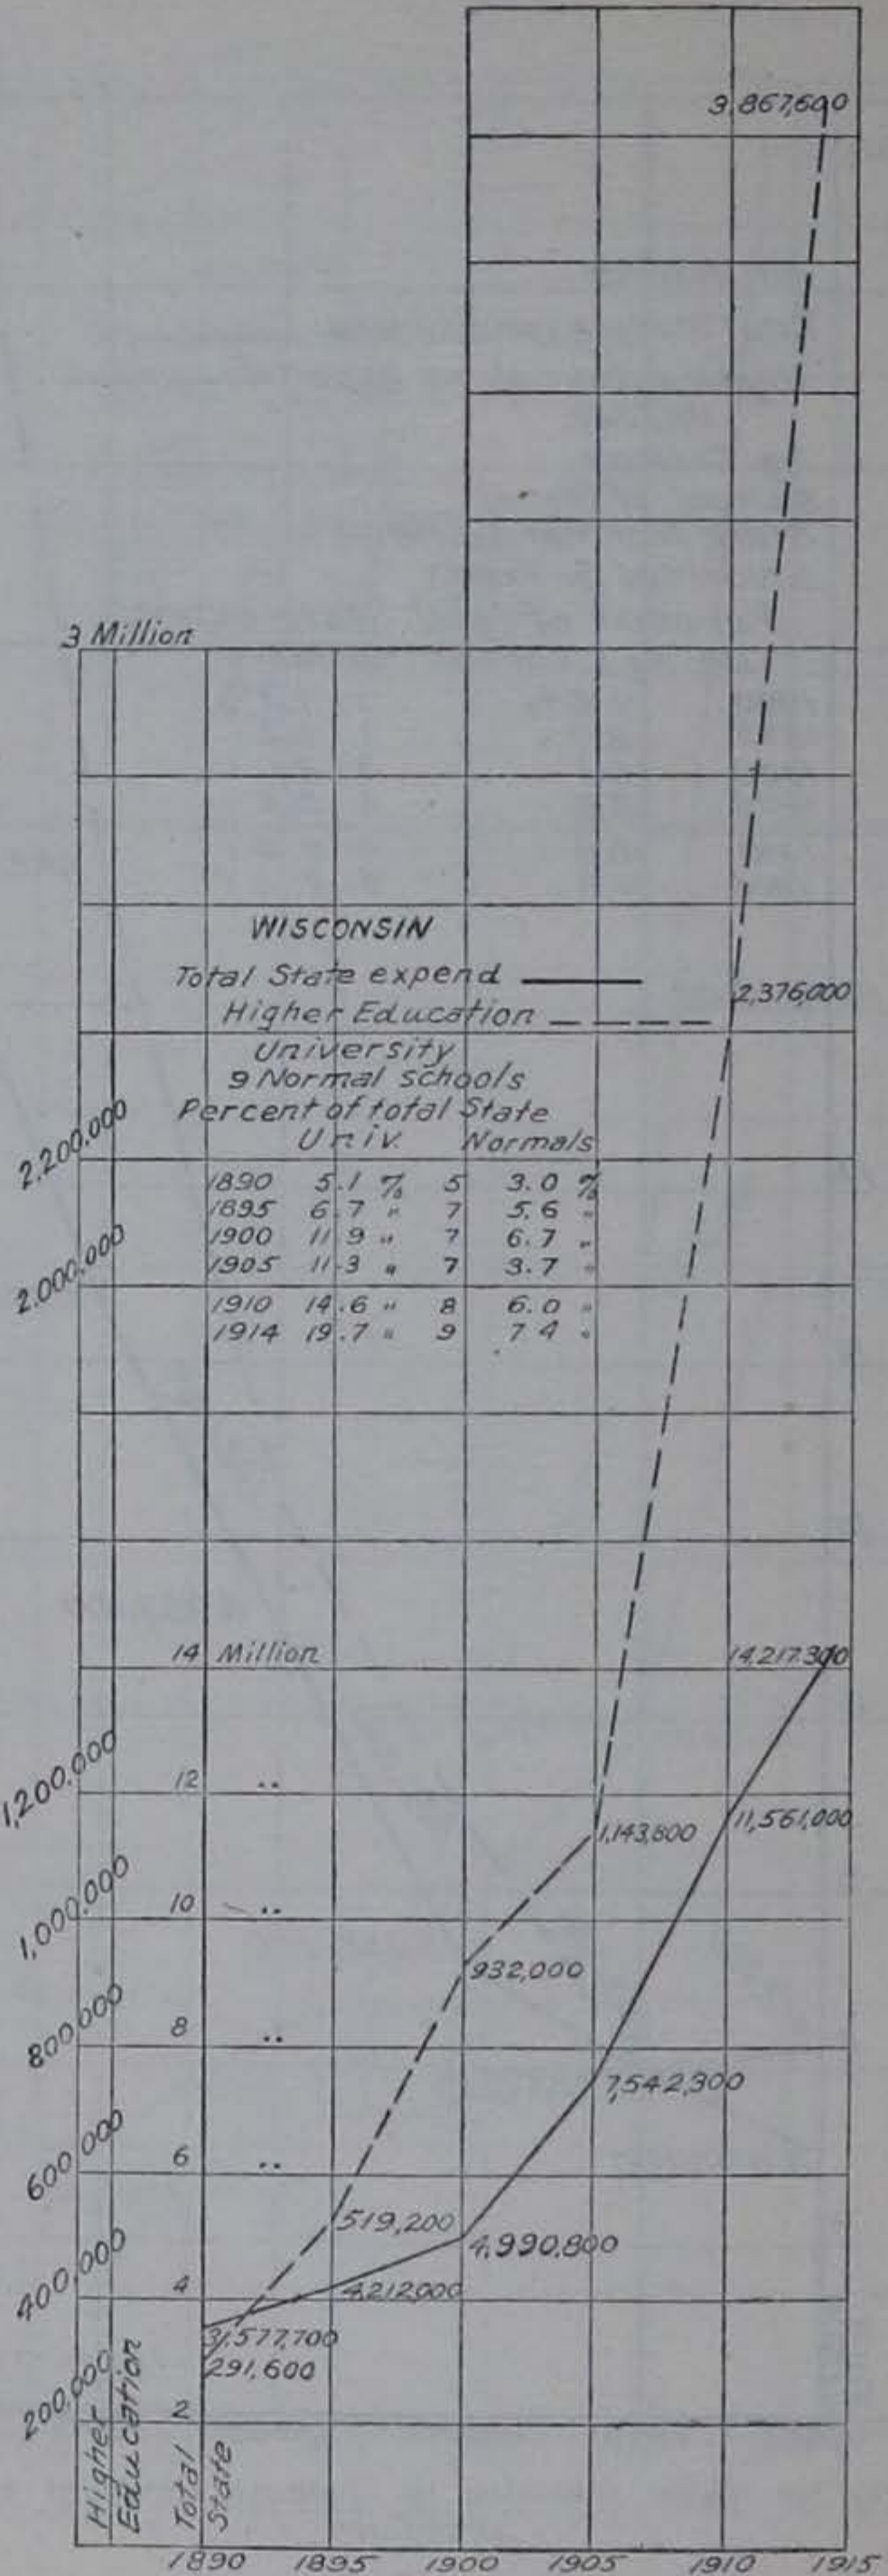 3,867,600
3 Million
WISCONSIN
Total State expend
Higher Education
University
9 Normal schools
Percent of total State
Univ. Normals
1890 5.1 % 5 3.0 %
1895 6.7 " 7 5.6 "
1900 11.9 " 7 6.7 "
1905 11.3 " 7 3.7 "
1910 14.6 " 8 6.0 "
1914 19.7 " 9 7.4 "
2,376,000
2,200,000
2,000,000
14 Million
14,217,300
1,200,000
12 ..
1,143,600
11,561,000
1,000,000
10 ..
932,000
800,000
8 ..
7,542,300
600,000
6 ..
519,200
4,990,800
400,000
4
4,212,000
31,577,700
291,600
200,000
2
Higher
Education
Total
State
1890 1895 1900 1905 1910 1915